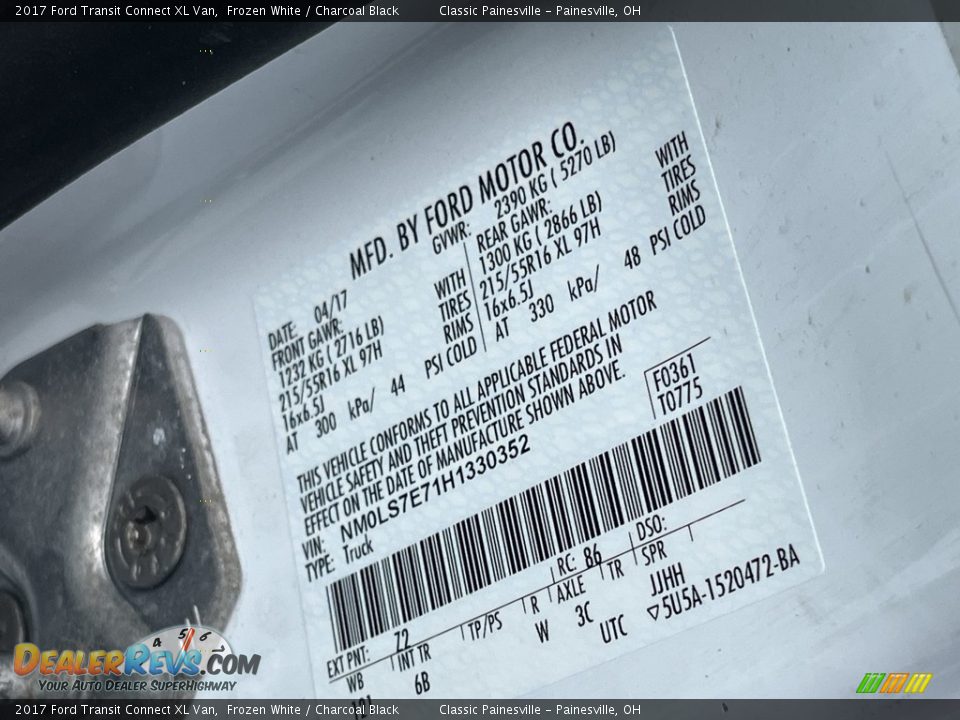 2017 Ford Transit Connect XL Van, Frozen White / Charcoal Black Classic Painesville - Painesville, OH
MFD. BY FORD MOTOR CO.
DATE: 04/17 GVWR: 2390 KG ( 5270 LB)
FRONT GAWR: REAR GAWR:
1232 KG ( 2716 LB) WITH 1300 KG ( 2866 LB) WITH
215/55R16 XL 97H TIRES 215/55R16 XL 97H TIRES
16x6.5J RIMS 16x6.5J RIMS
AT 300 kPa/ 44 PSI COLD AT 330 kPa/ 48 PSI COLD
THIS VEHICLE CONFORMS TO ALL APPLICABLE FEDERAL MOTOR
VEHICLE SAFETY AND THEFT PREVENTION STANDARDS IN
EFFECT ON THE DATE OF MANUFACTURE SHOWN ABOVE.
VIN: NM0LS7E71H1330352 F0361
TYPE: Truck T0775
EXT PNT: Z2 RC: 86 DSO:
WB INT TR TP/PS R AXLE TR SPR
6B W 3C JJHH
UTC ▽5U5A-1520472-BA
DEALERREVS.COM
YOUR AUTO DEALER SUPERHIGHWAY
4 5 6
2017 Ford Transit Connect XL Van, Frozen White / Charcoal Black Classic Painesville - Painesville, OH